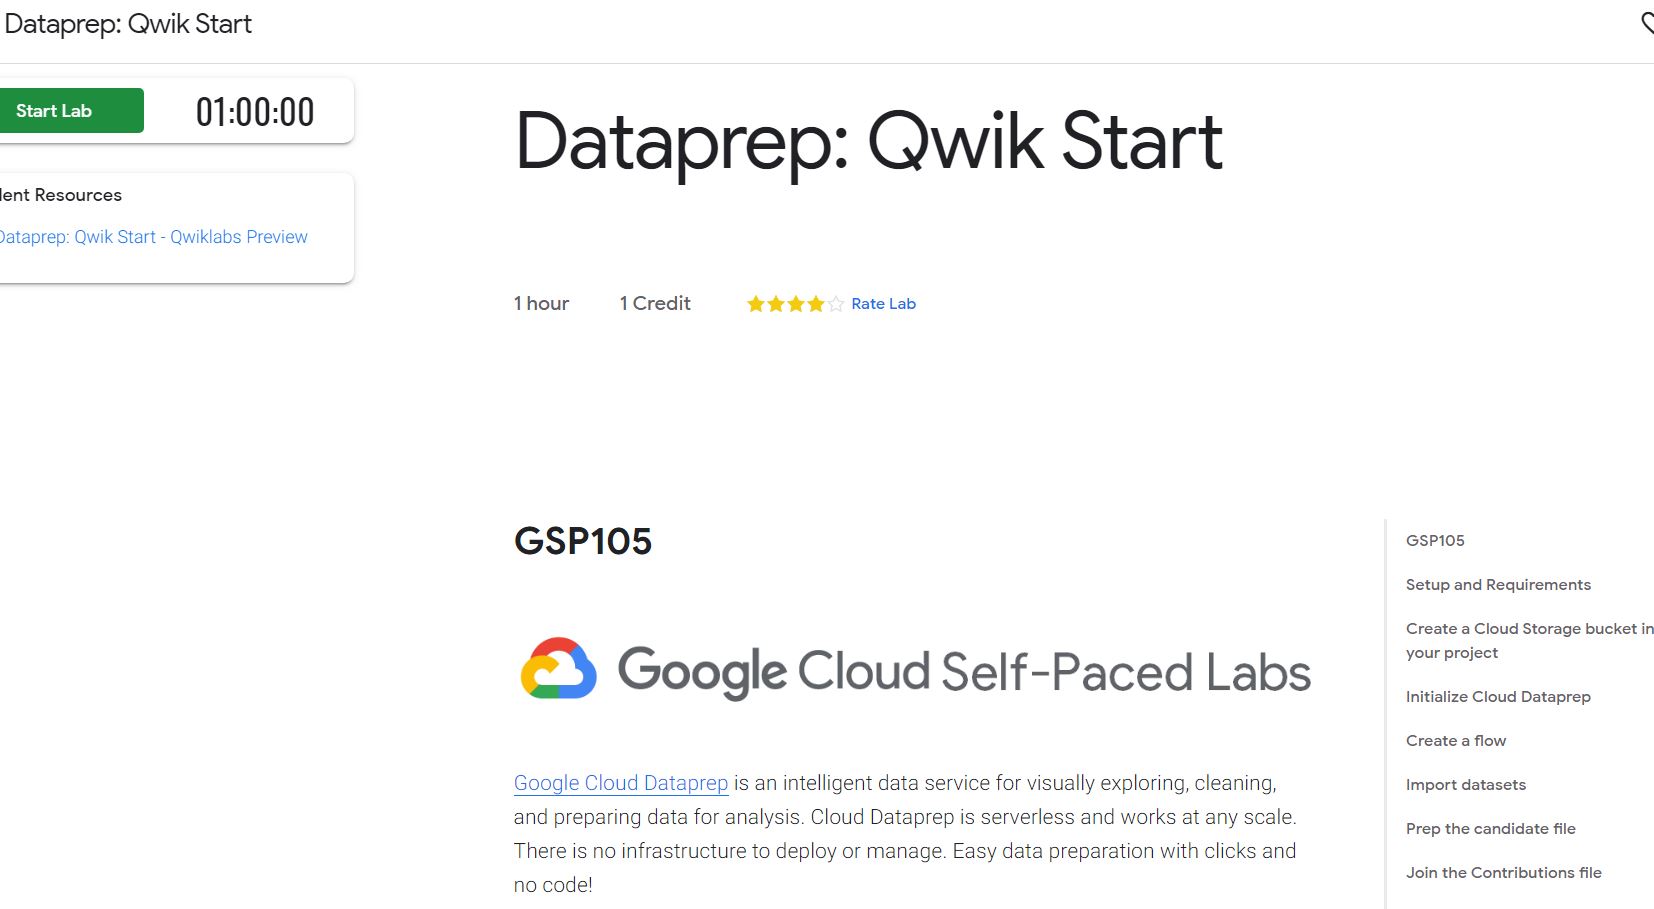 Dataprep: Qwik Start
Start Lab
01:00:00
Resources
Dataprep: Qwik Start - Qwiklabs Preview
Dataprep: Qwik Start
1 hour
1 Credit
Rate Lab
GSP105
Google Cloud Self-Paced Labs
Google Cloud Dataprep is an intelligent data service for visually exploring, cleaning,
and preparing data for analysis. Cloud Dataprep is serverless and works at any scale.
There is no infrastructure to deploy or manage. Easy data preparation with clicks and
no code!
GSP105
Setup and Requirements
Create a Cloud Storage bucket in
your project
Initialize Cloud Dataprep
Create a flow
Import datasets
Prep the candidate file
Join the Contributions file